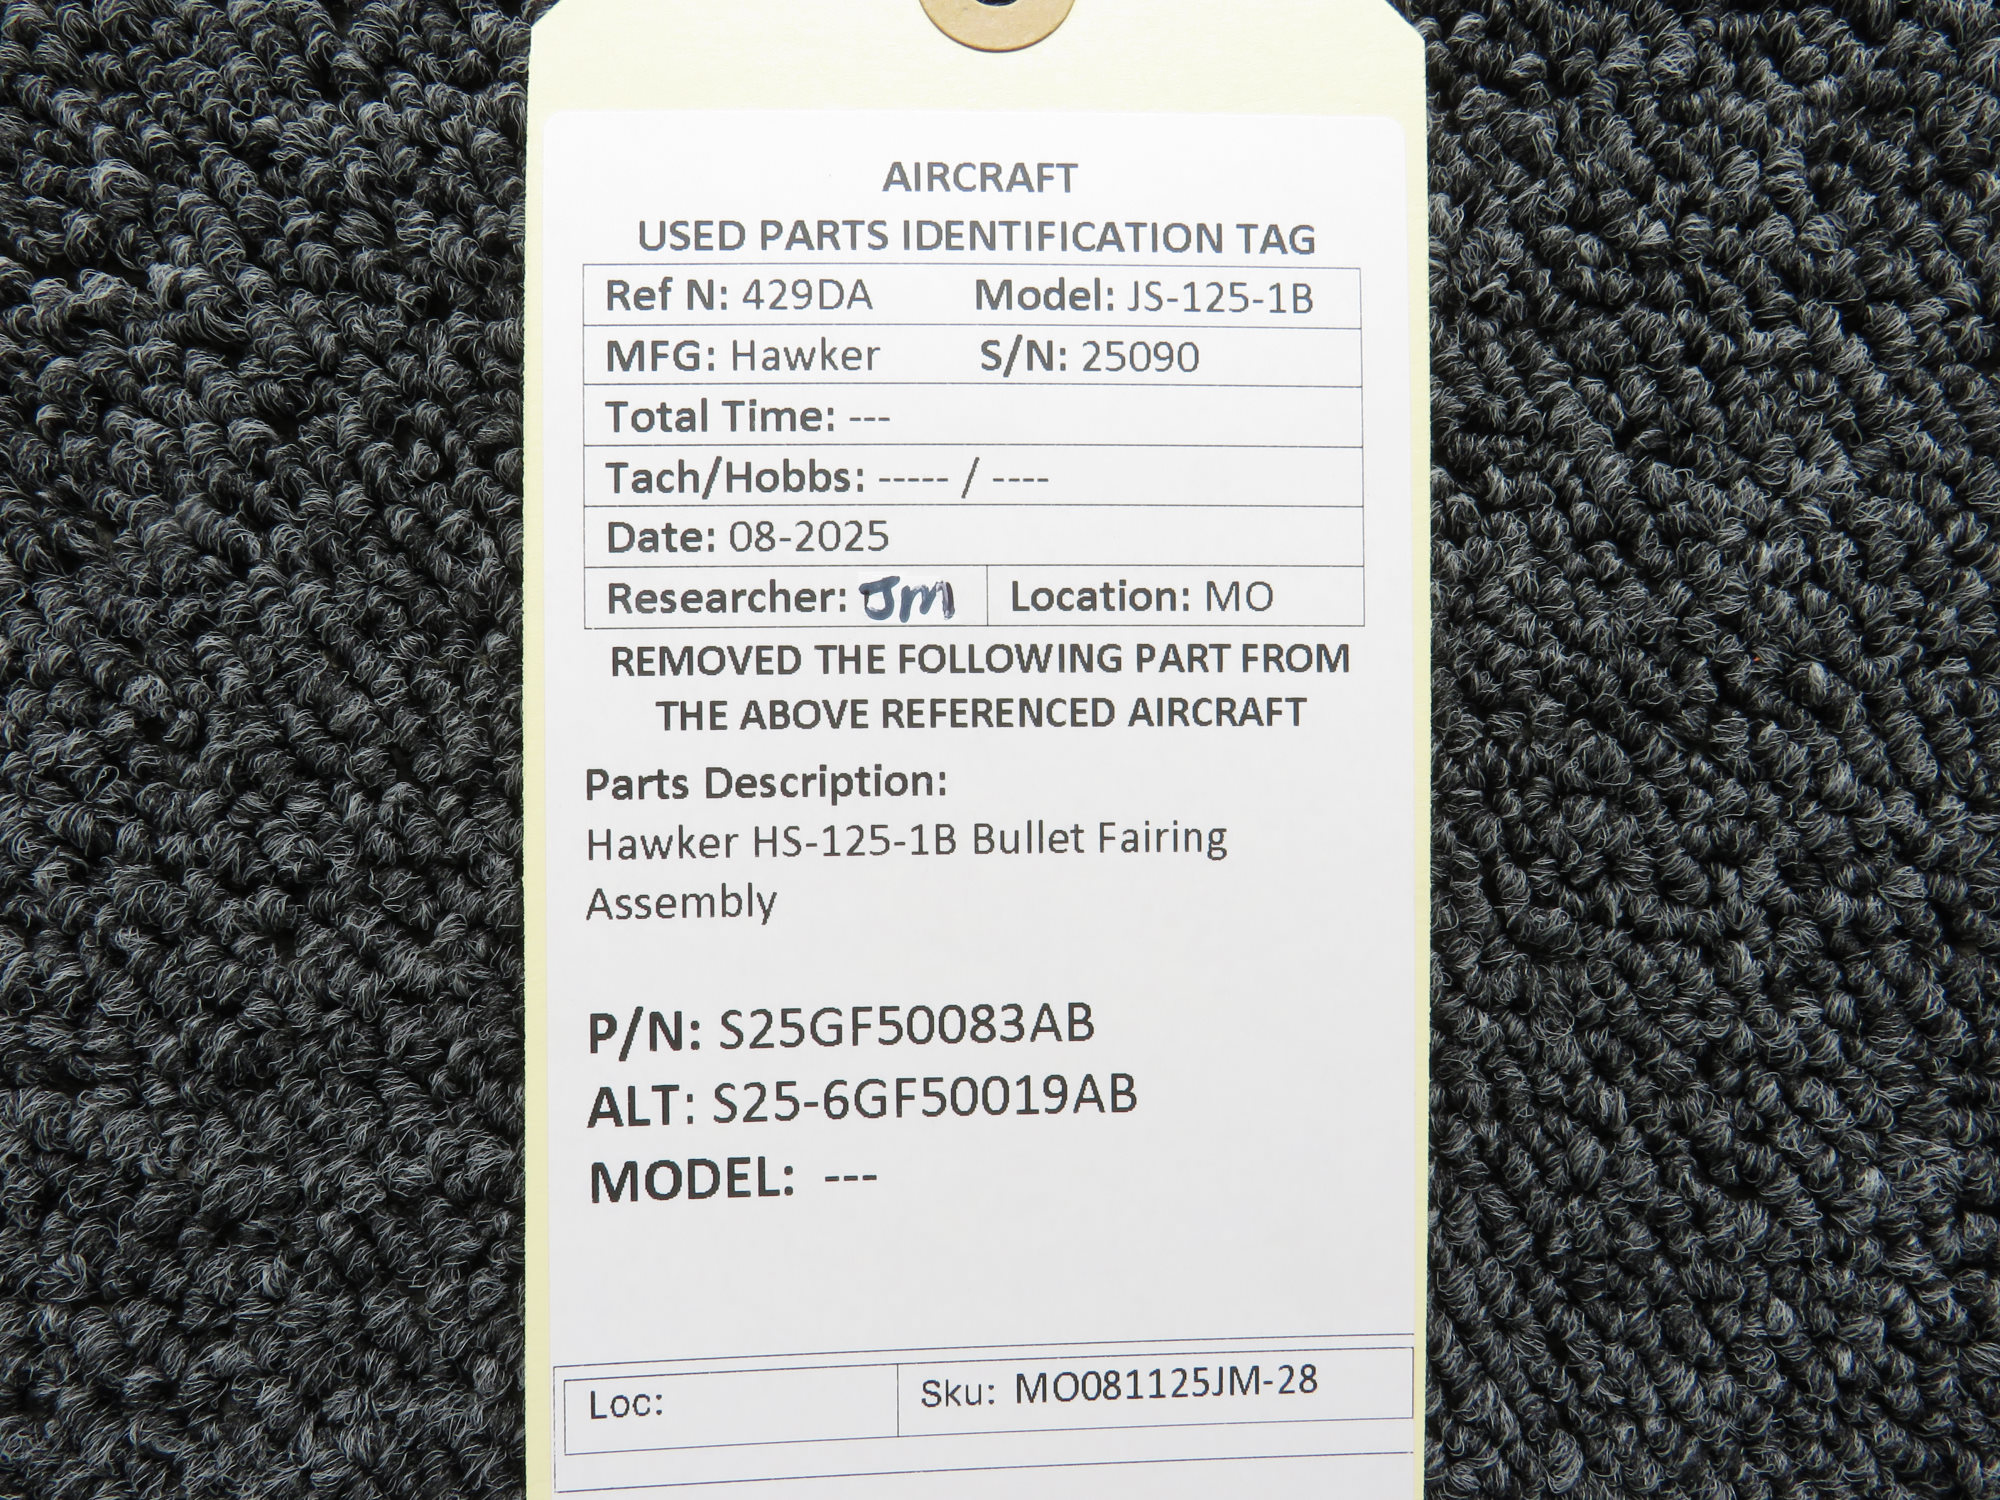 AIRCRAFT
USED PARTS IDENTIFICATION TAG
Ref N: 429DA Model: JS-125-1B
MFG: Hawker S/N: 25090
Total Time: ---
Tach/Hobbs: ----- / ----
Date: 08-2025
Researcher: Jm Location: MO
REMOVED THE FOLLOWING PART FROM
THE ABOVE REFERENCED AIRCRAFT
Parts Description:
Hawker HS-125-1B Bullet Fairing
Assembly
P/N: S25GF50083AB
ALT: S25-6GF50019AB
MODEL: ---
Loc: Sku: MO081125JM-28